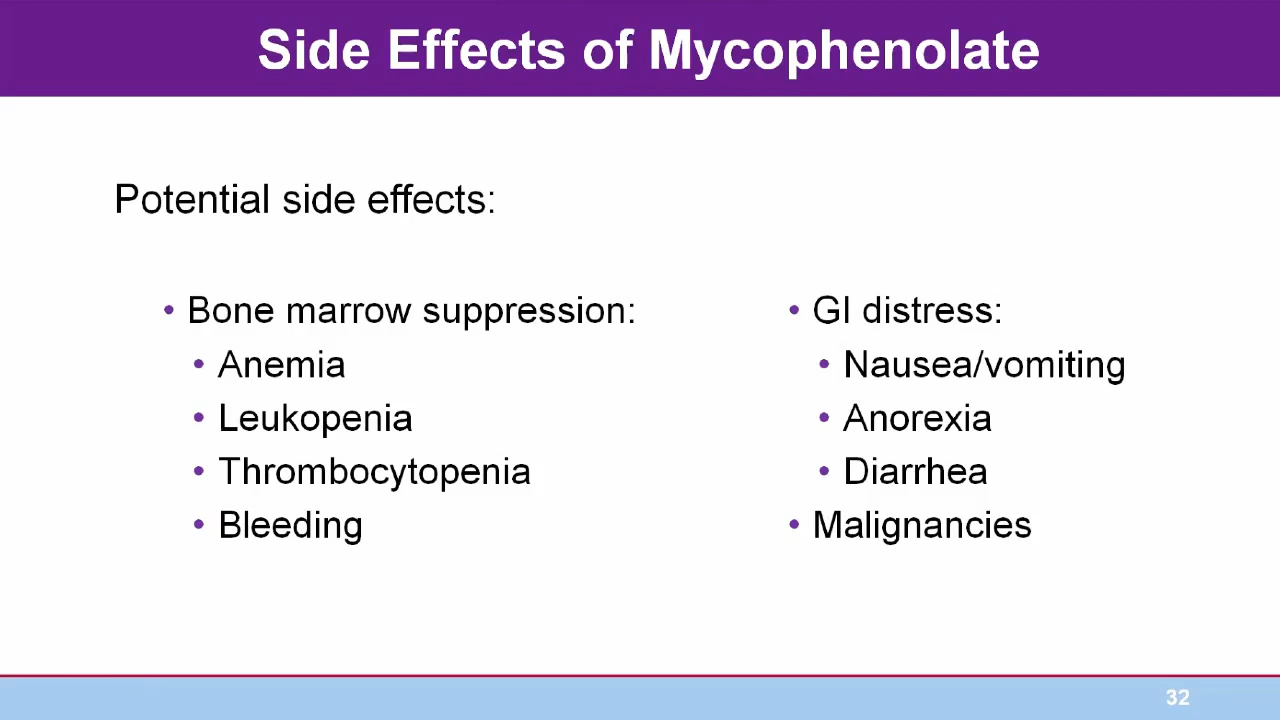 Side Effects of Mycophenolate
Potential side effects:
• Bone marrow suppression:
• Anemia
• Leukopenia
• Thrombocytopenia
• Bleeding
• GI distress:
• Nausea/vomiting
• Anorexia
• Diarrhea
• Malignancies
32